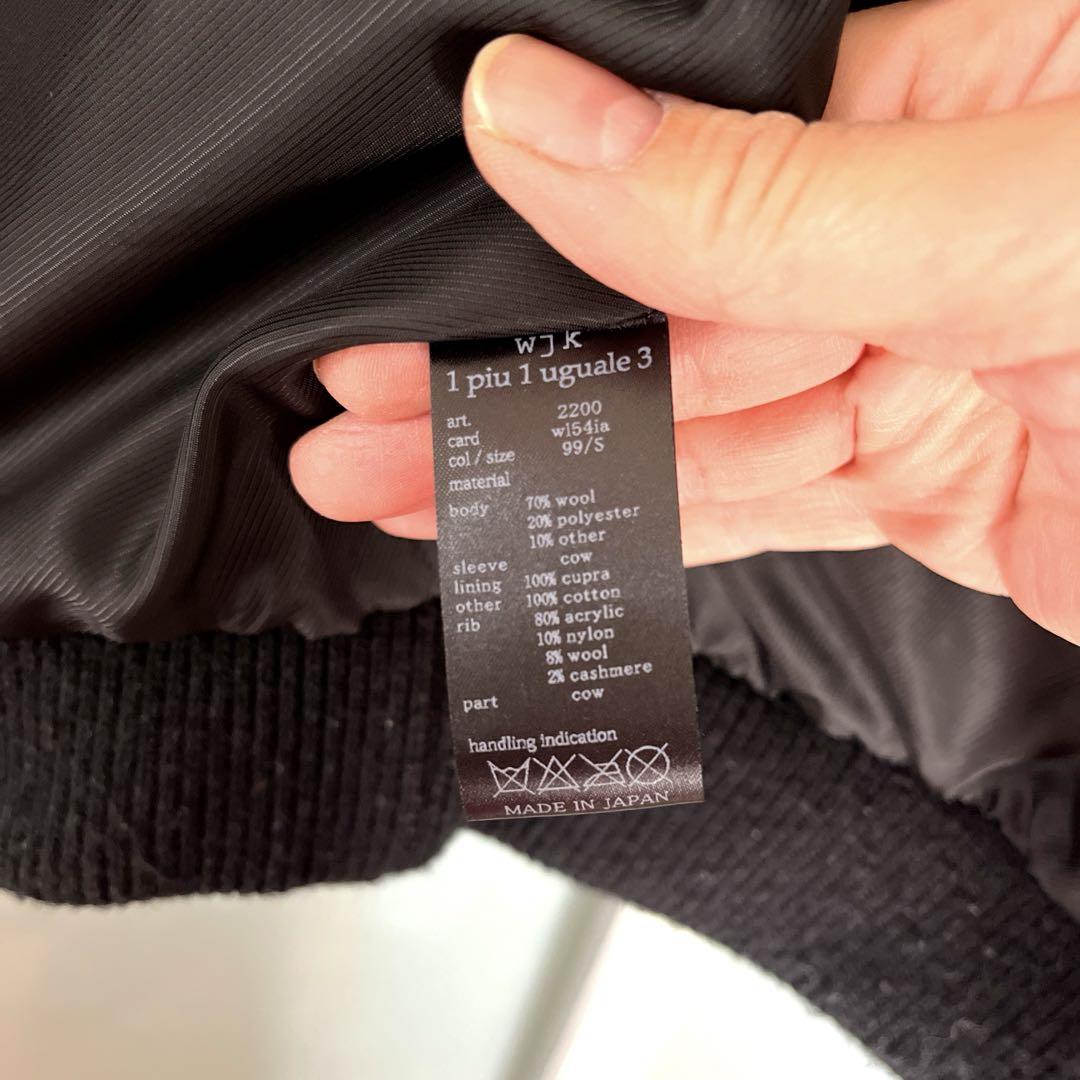 wjk
1 piu 1 uguale 3
art. 2200
card wl54ia
col / size 99/S
material
body 70% wool
20% polyester
10% other
sleeve cow
lining 100% cupra
other 100% cotton
rib 80% acrylic
10% nylon
8% wool
2% cashmere
part cow
handling indication
MADE IN JAPAN